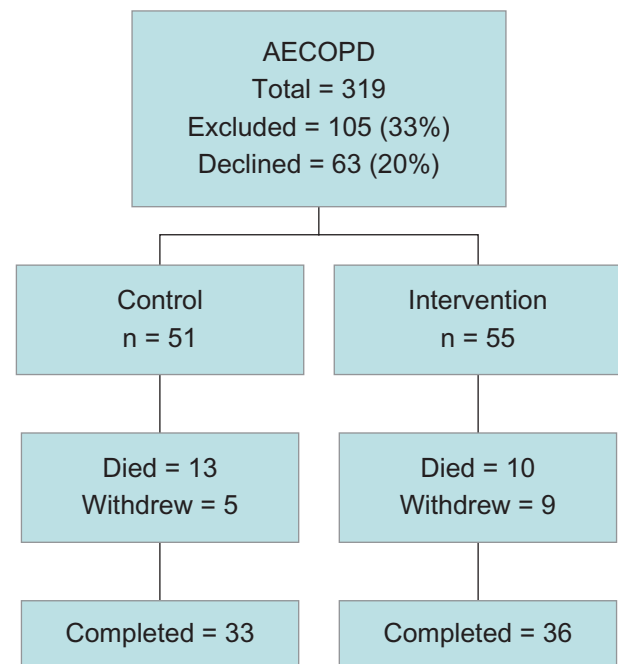 AECOPD
Total = 319
Excluded = 105 (33%)
Declined = 63 (20%)
Control
n = 51
Intervention
n = 55
Died = 13
Withdrew = 5
Died = 10
Withdrew = 9
Completed = 33
Completed = 36